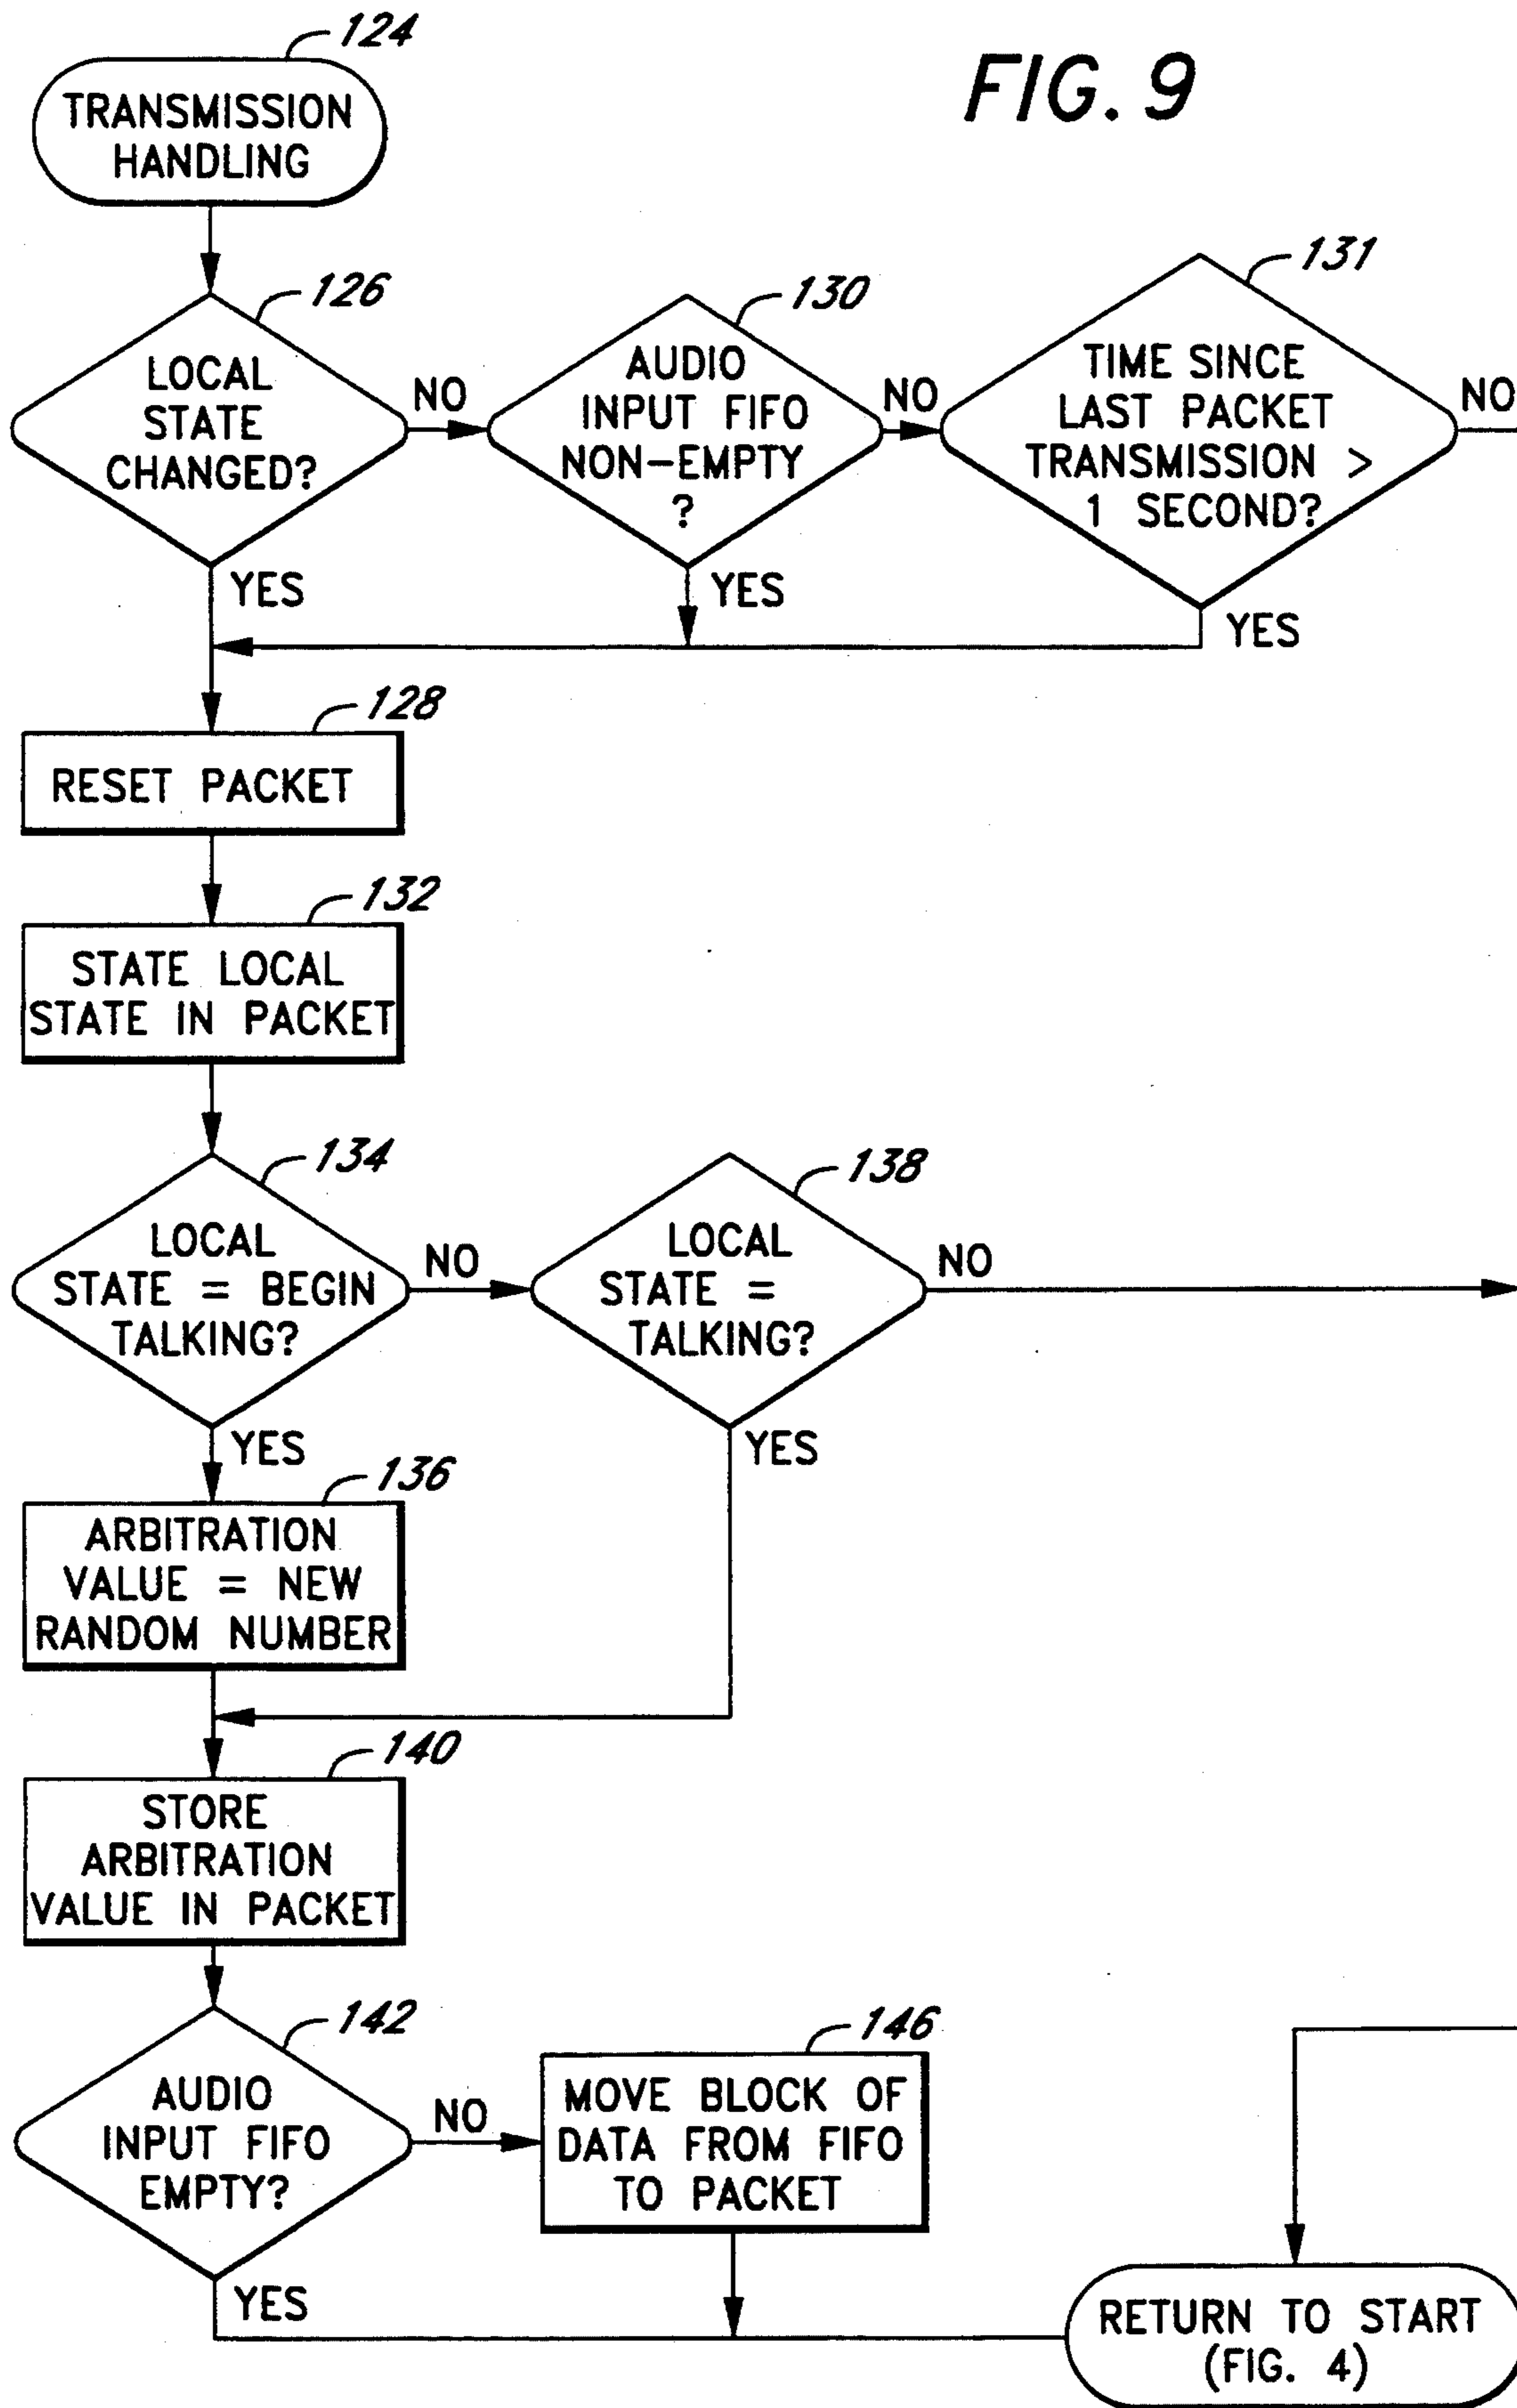 124
FIG. 9
TRANSMISSION
HANDLING
126
130
131
LOCAL
STATE
CHANGED?
NO
AUDIO
INPUT FIFO
NON-EMPTY
?
NO
TIME SINCE
LAST PACKET
TRANSMISSION >
1 SECOND?
NO
YES
YES
YES
128
RESET PACKET
132
STATE LOCAL
STATE IN PACKET
134
138
LOCAL
STATE = BEGIN
TALKING?
NO
LOCAL
STATE =
TALKING?
NO
YES
YES
136
ARBITRATION
VALUE = NEW
RANDOM NUMBER
140
STORE
ARBITRATION
VALUE IN PACKET
142
146
AUDIO
INPUT FIFO
EMPTY?
NO
MOVE BLOCK OF
DATA FROM FIFO
TO PACKET
YES
RETURN TO START
(FIG. 4)